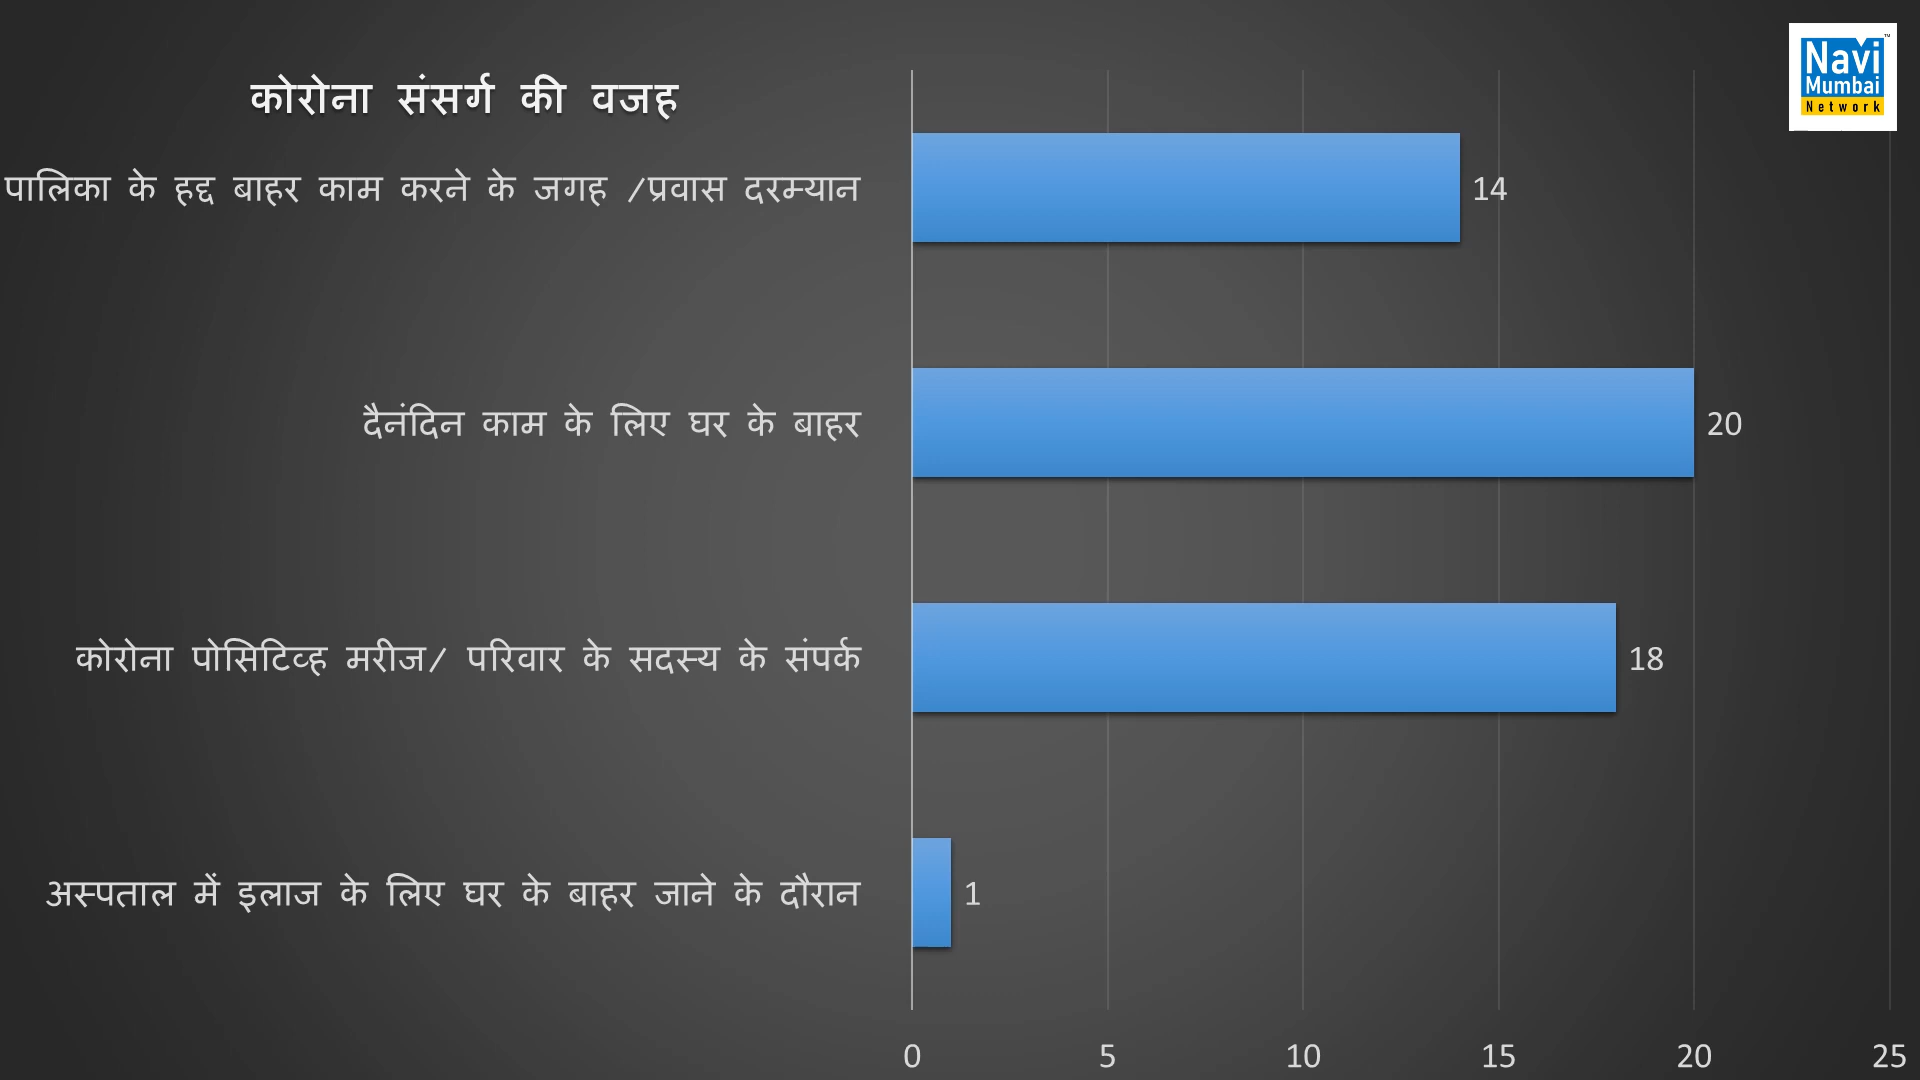 Navi
Mumbai
Network
कोरोना संसर्ग की वजह
पालिका के हद्द बाहर काम करने के जगह /प्रवास दरम्यान
14
दैनंदिन काम के लिए घर के बाहर
20
कोरोना पोसिटिव्ह मरीज/ परिवार के सदस्य के संपर्क
18
अस्पताल में इलाज के लिए घर के बाहर जाने के दौरान
1
0 5 10 15 20 25